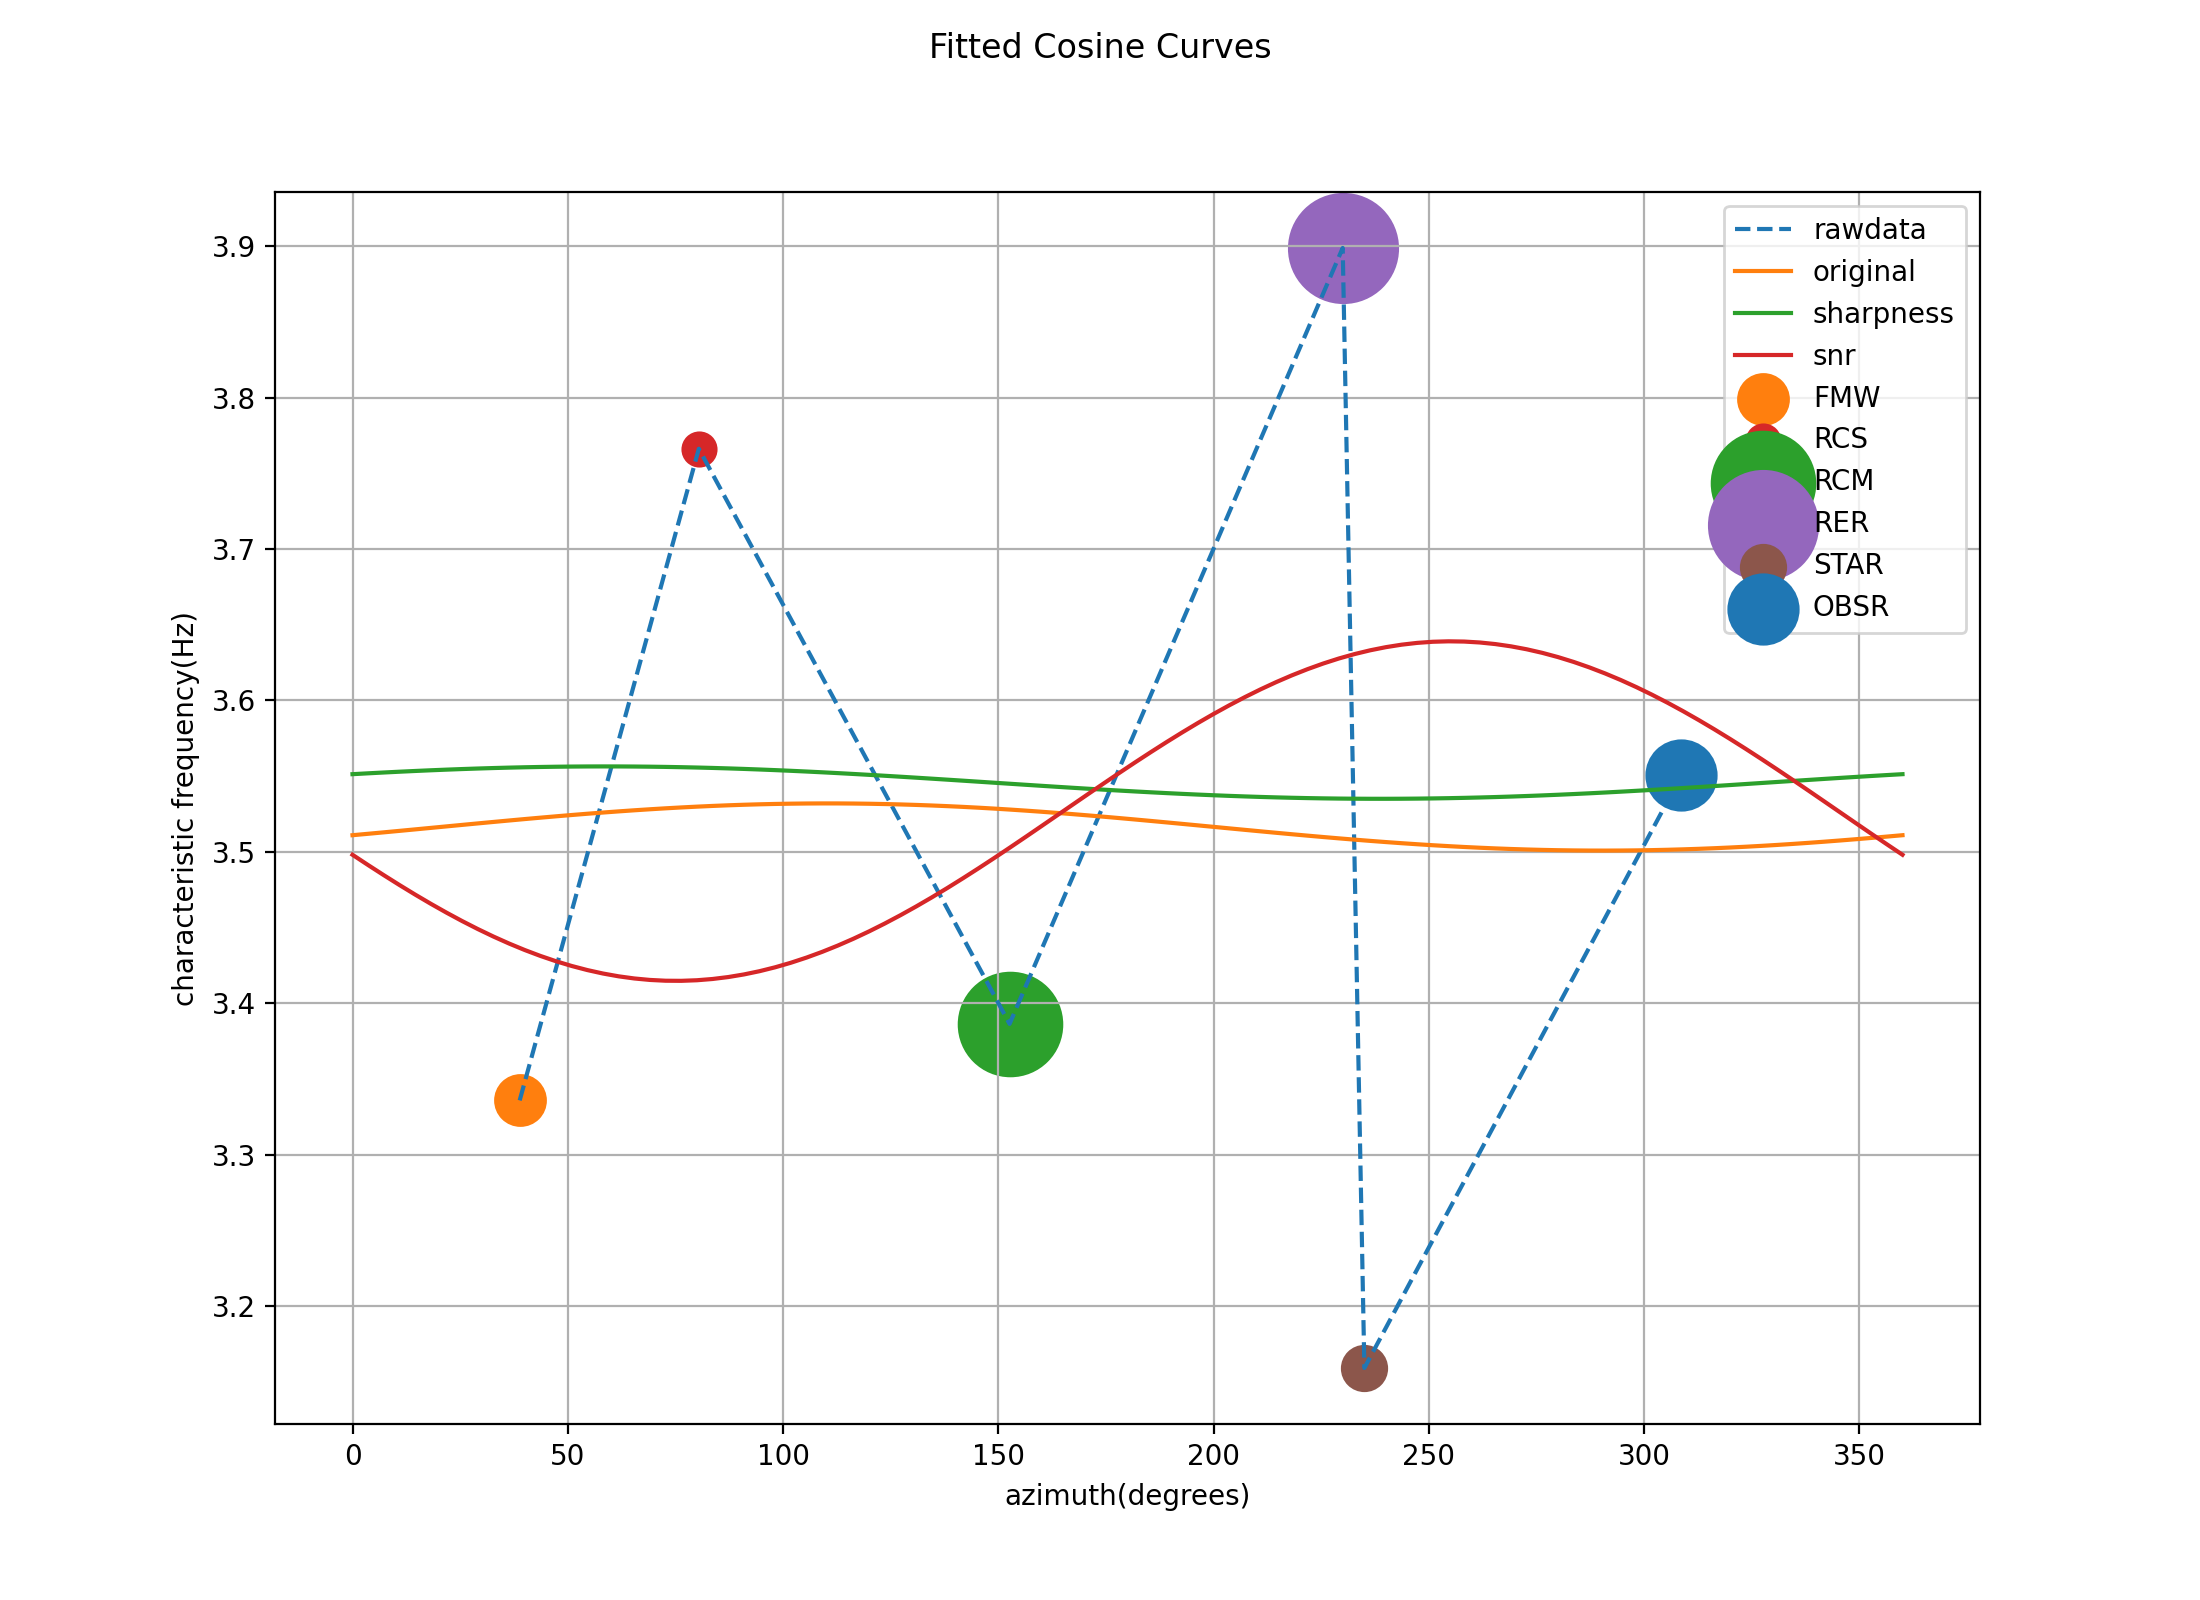 Fitted Cosine Curves
3.9
3.8
3.7
3.6
3.5
3.4
3.3
3.2
characteristic frequency(Hz)
rawdata
original
sharpness
snr
FMW
RCS
RCM
RER
STAR
OBSR
0 50 100 150 200 250 300 350
azimuth(degrees)